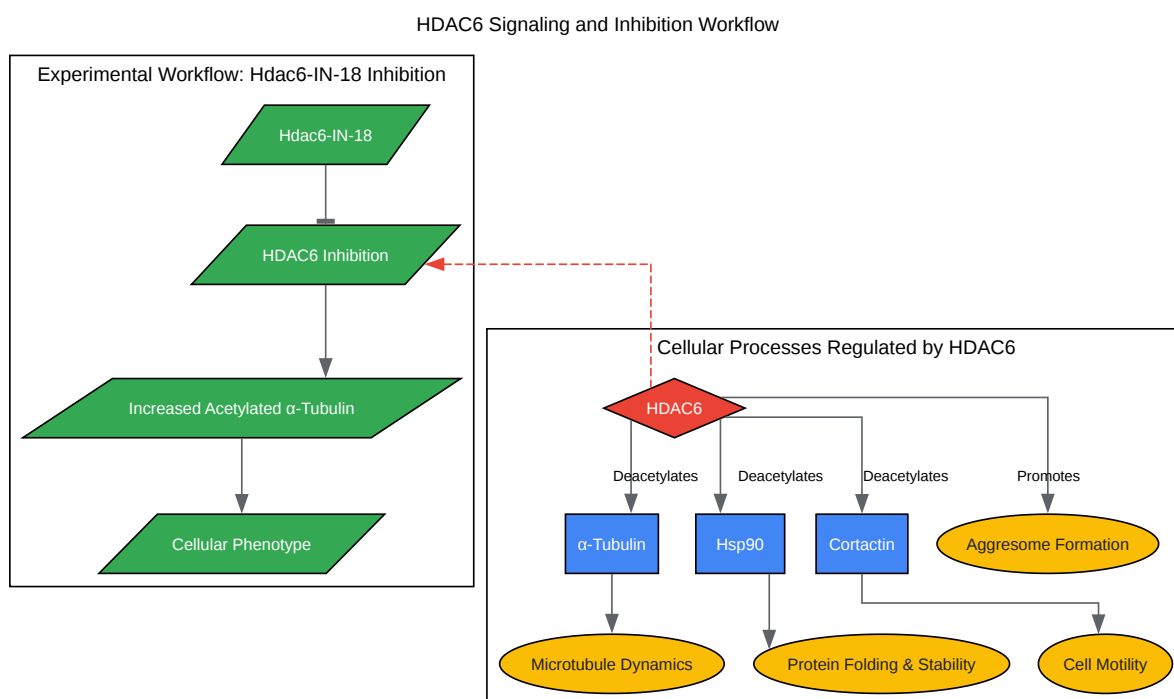 HDAC6 Signaling and Inhibition Workflow
Experimental Workflow: Hdac6-IN-18 Inhibition
Hdac6-IN-18
HDAC6 Inhibition
Increased Acetylated α-Tubulin
Cellular Phenotype
Cellular Processes Regulated by HDAC6
HDAC6
Deacetylates
Deacetylates
Deacetylates
Promotes
α-Tubulin
Hsp90
Cortactin
Aggresome Formation
Microtubule Dynamics
Protein Folding & Stability
Cell Motility